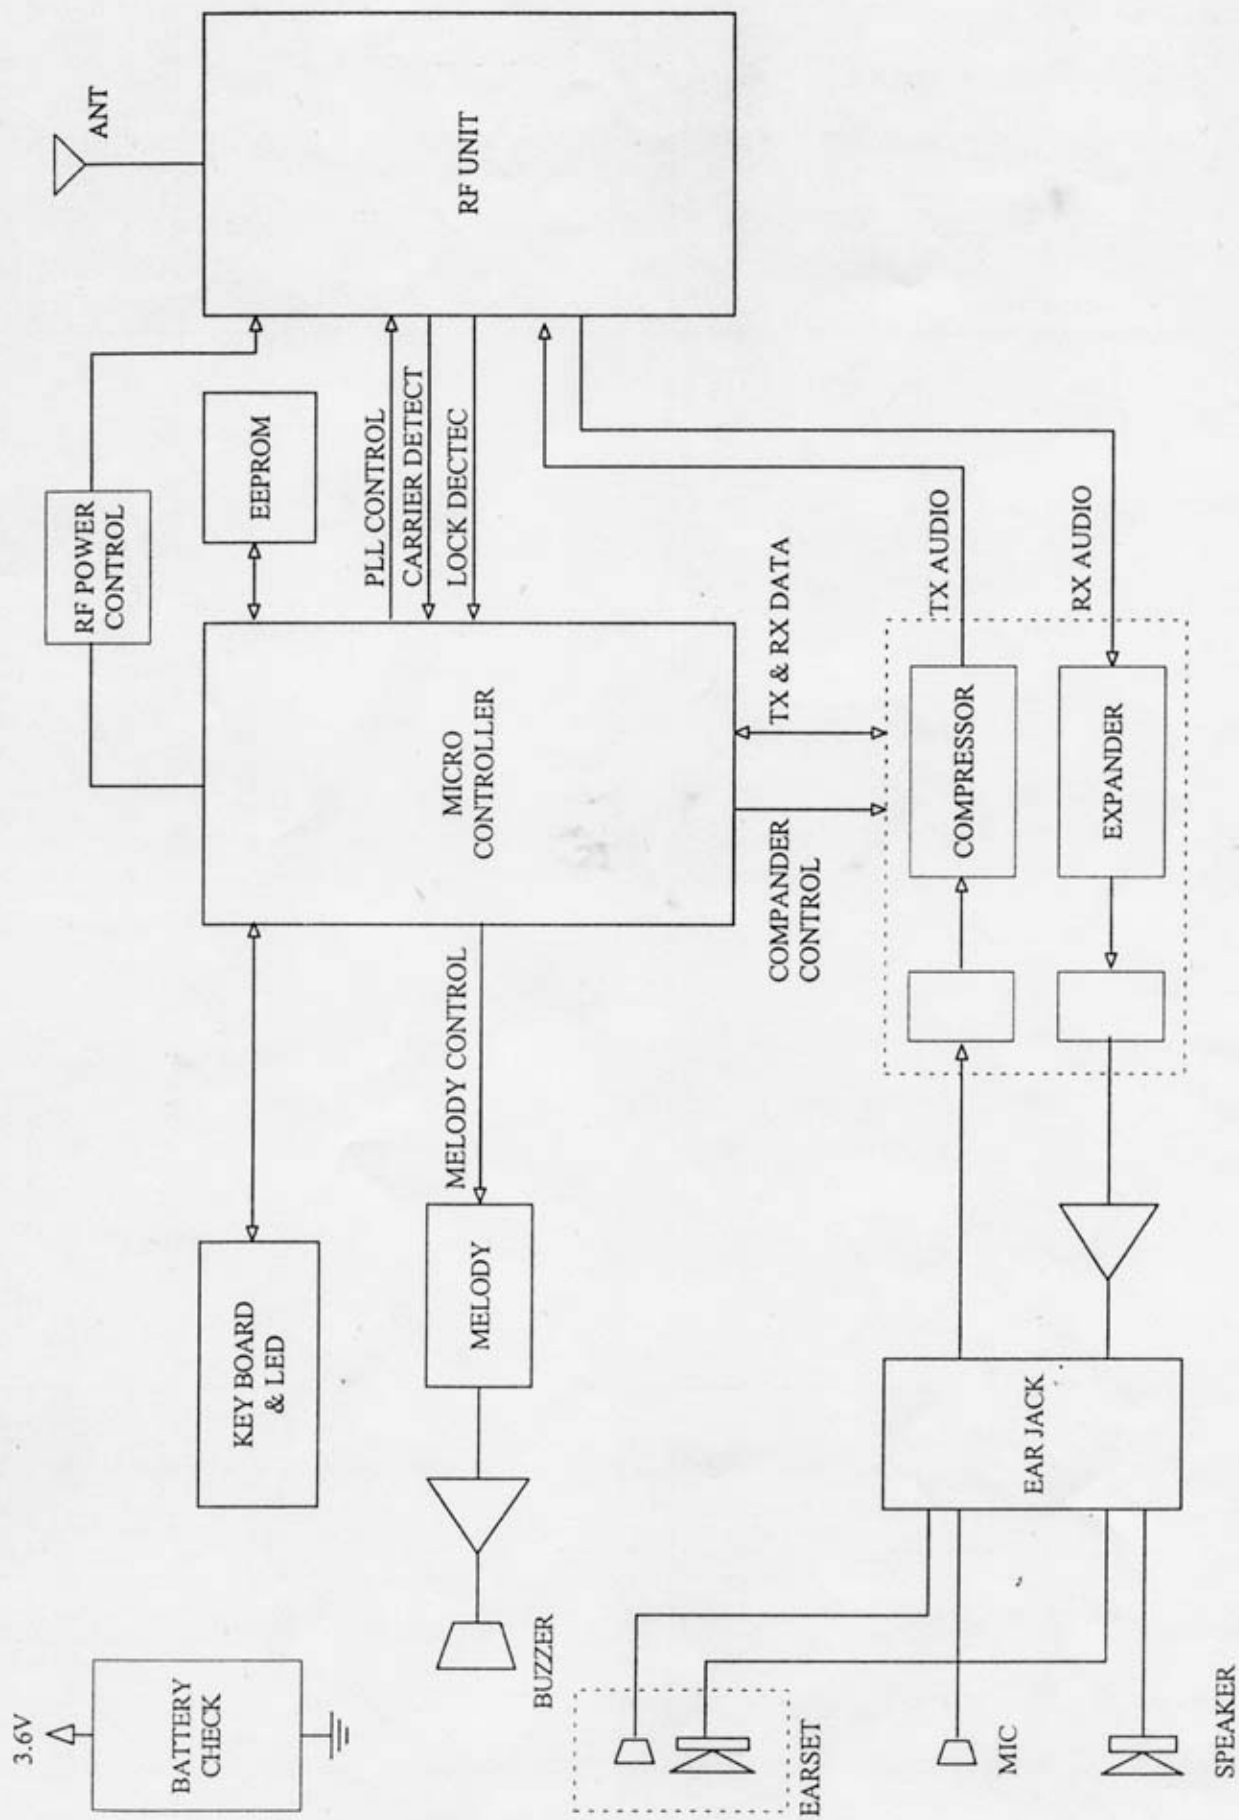 3.6V
BATTERY
CHECK
KEY BOARD
& LED
RF POWER
CONTROL
EEPROM
ANT
RF UNIT
MICRO
CONTROLLER
PLL CONTROL
CARRIER DETECT
LOCK DECTEC
MELODY CONTROL
MELODY
BUZZER
TX & RX DATA
COMPANDER
CONTROL
TX AUDIO
RX AUDIO
COMPRESSOR
EXPANDER
EAR JACK
EARSET
MIC
SPEAKER